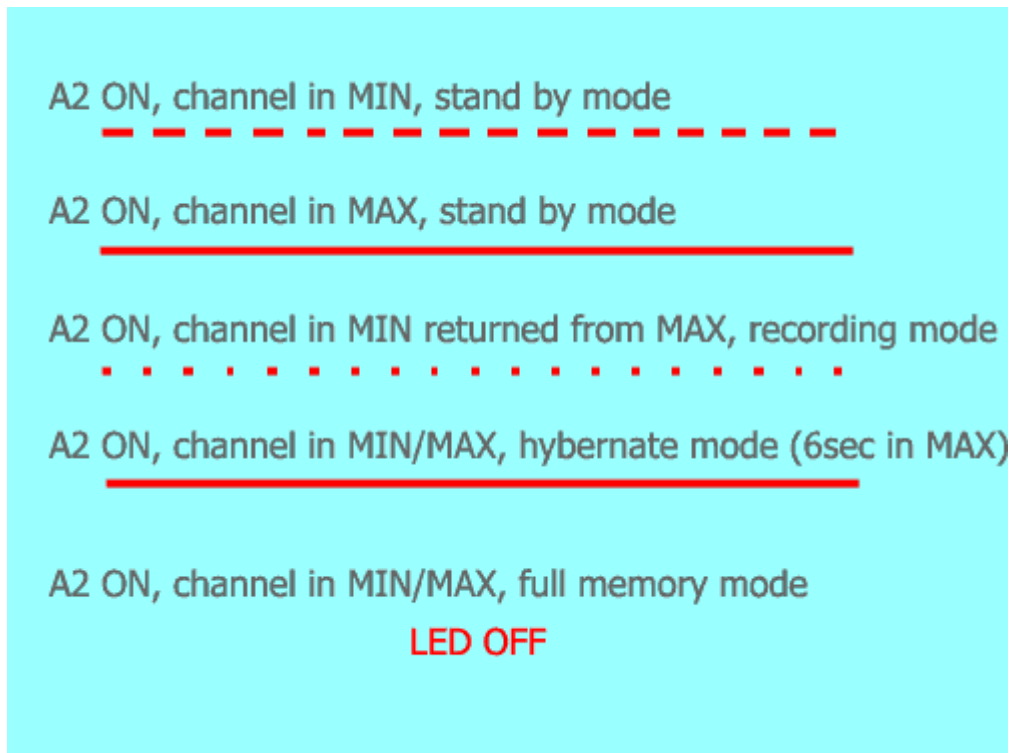 A2 ON, channel in MIN, stand by mode
A2 ON, channel in MAX, stand by mode
A2 ON, channel in MIN returned from MAX, recording mode
A2 ON, channel in MIN/MAX, hybernate mode (6sec in MAX)
A2 ON, channel in MIN/MAX, full memory mode
LED OFF